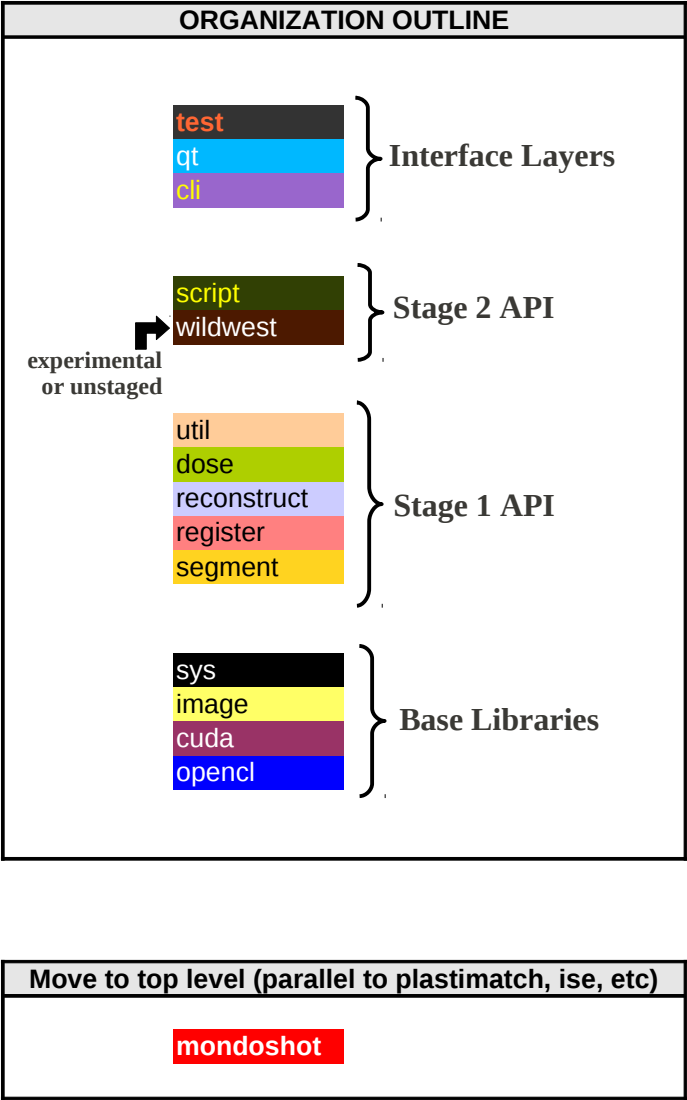 ORGANIZATION OUTLINE
test
qt
cli
Interface Layers
script
wildwest
Stage 2 API
experimental
or unstaged
util
dose
reconstruct
register
segment
Stage 1 API
sys
image
cuda
opencl
Base Libraries
Move to top level (parallel to plastimatch, ise, etc)
mondoshot